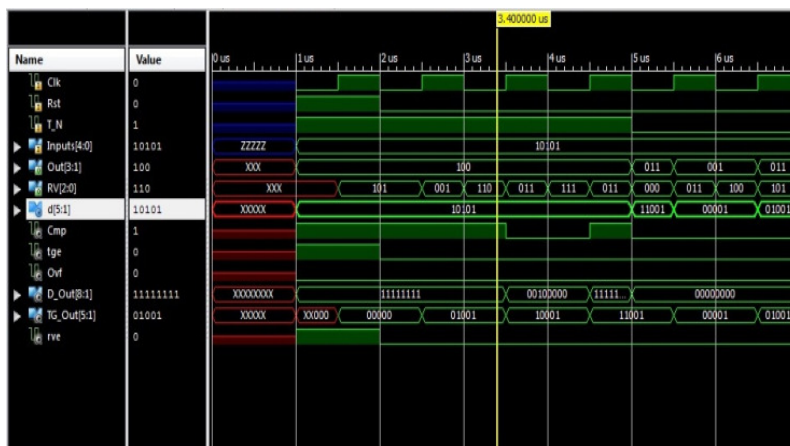 3.400000 us
Name Value 0 us 1 us 2 us 3 us 4 us 5 us 6 us
Clk 0
Rst 0
T_N 1
Inputs[4:0] 10101 ZZZZZ 10101
Out[3:1] 100 XXX 100 011 001 011
RV[2:0] 110 XXX 101 001 110 011 111 011 000 011 100 101
d[5:1] 10101 XXXXX 10101 11001 00001 01001
Cmp 1
tge 0
Ovf 0
D_Out[8:1] 11111111 XXXXXXXX 11111111 00100000 11111... 00000000
TG_Out[5:1] 01001 XXXXX XX000 00000 01001 10001 11001 00001 01001
rve 0